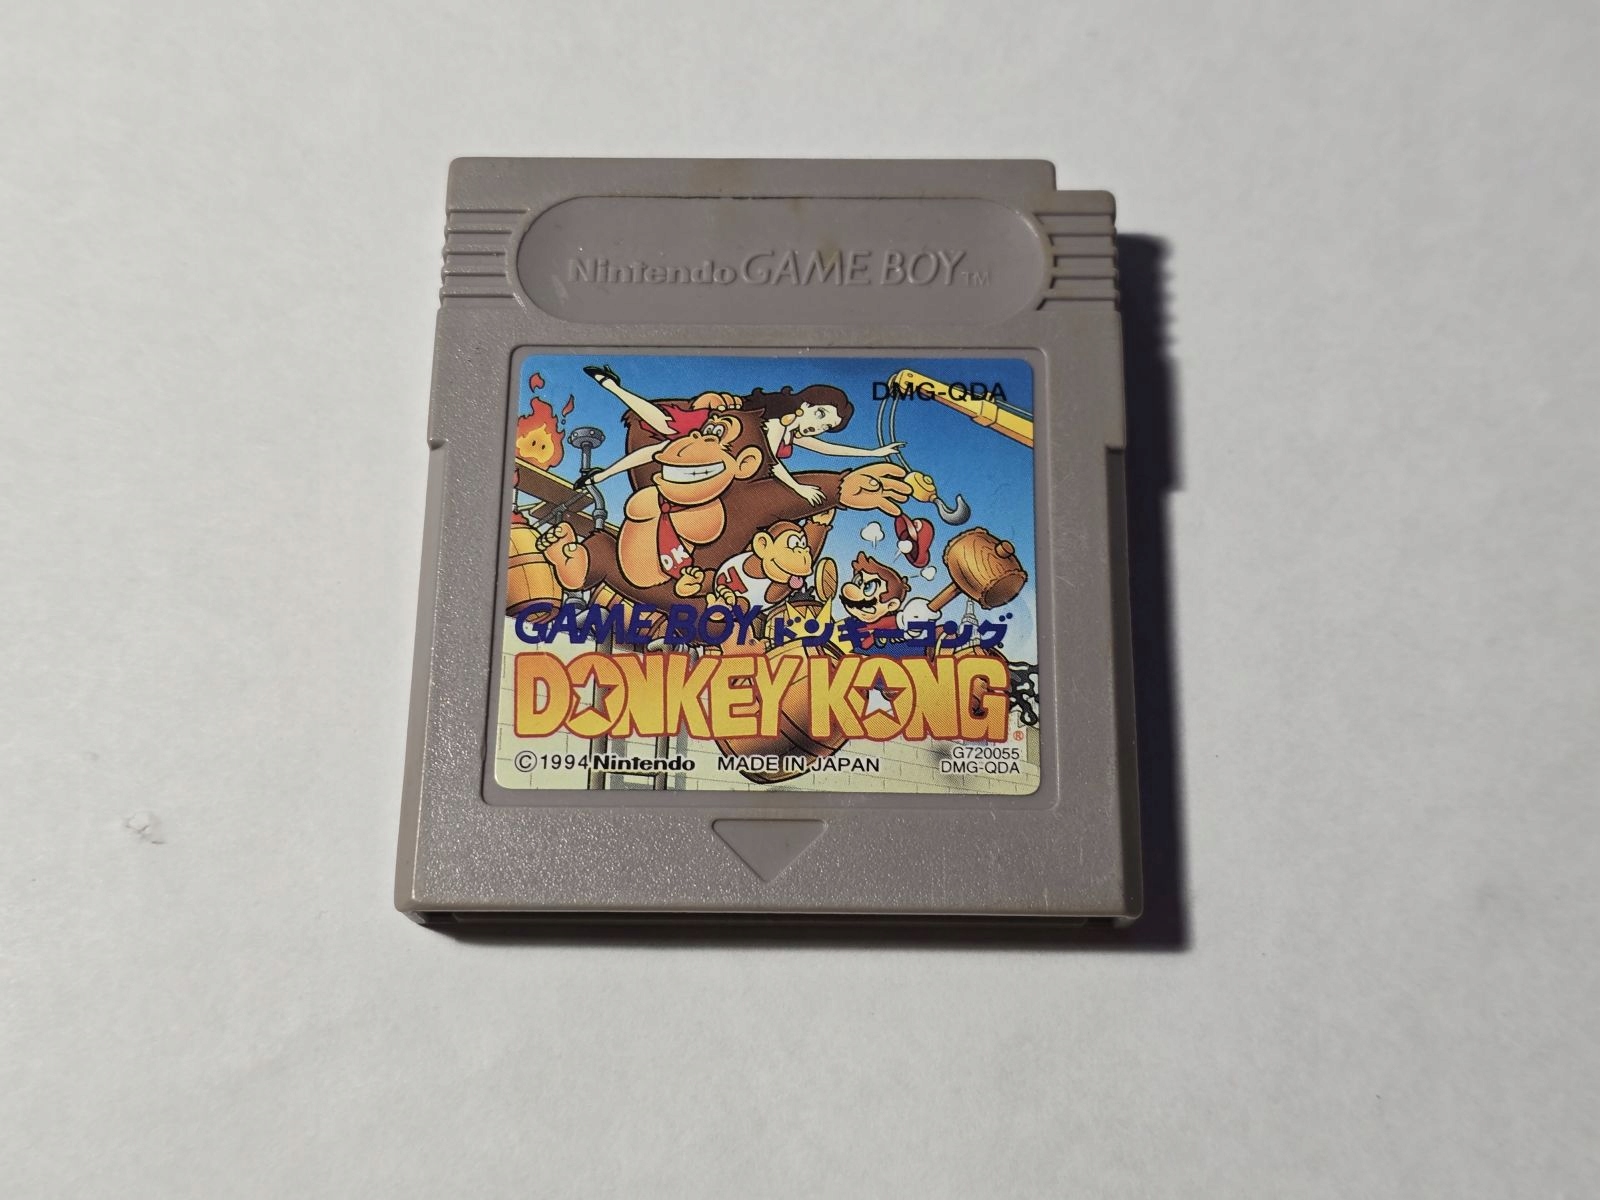 Nintendo GAME BOY TM
DMG-QDA
DK
GAME BOY ドンキーコング
DONKEY KONG ®
© 1994 Nintendo MADE IN JAPAN
G720055
DMG-QDA